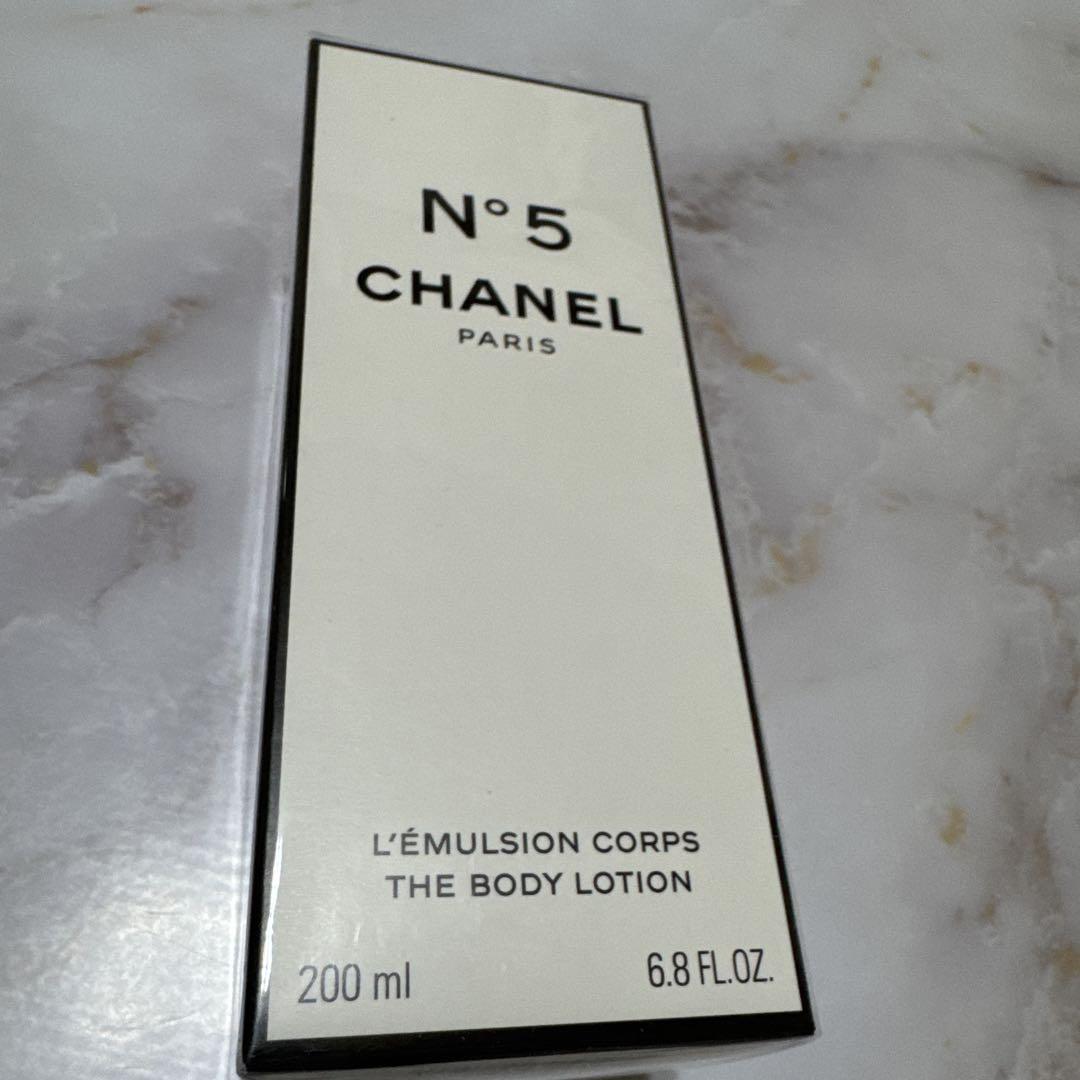 N°5
CHANEL
PARIS
L'ÉMULSION CORPS
THE BODY LOTION
200 ml
6.8 FL.OZ.